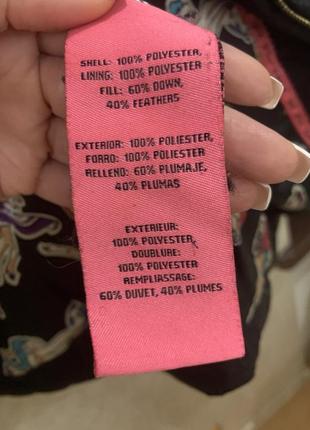 SHELL: 100% POLYESTER,
LINING: 100% POLYESTER
FILL: 60% DOWN,
40% FEATHERS
EXTERIOR: 100% POLIESTER,
FORRO: 100% POLIESTER
RELLENO: 60% PLUMAJE,
40% PLUMAS
EXTERIEUR:
100% POLYESTER,
DOUBLURE:
100% POLYESTER
REMPLISSAGE:
60% DUVET, 40% PLUMES